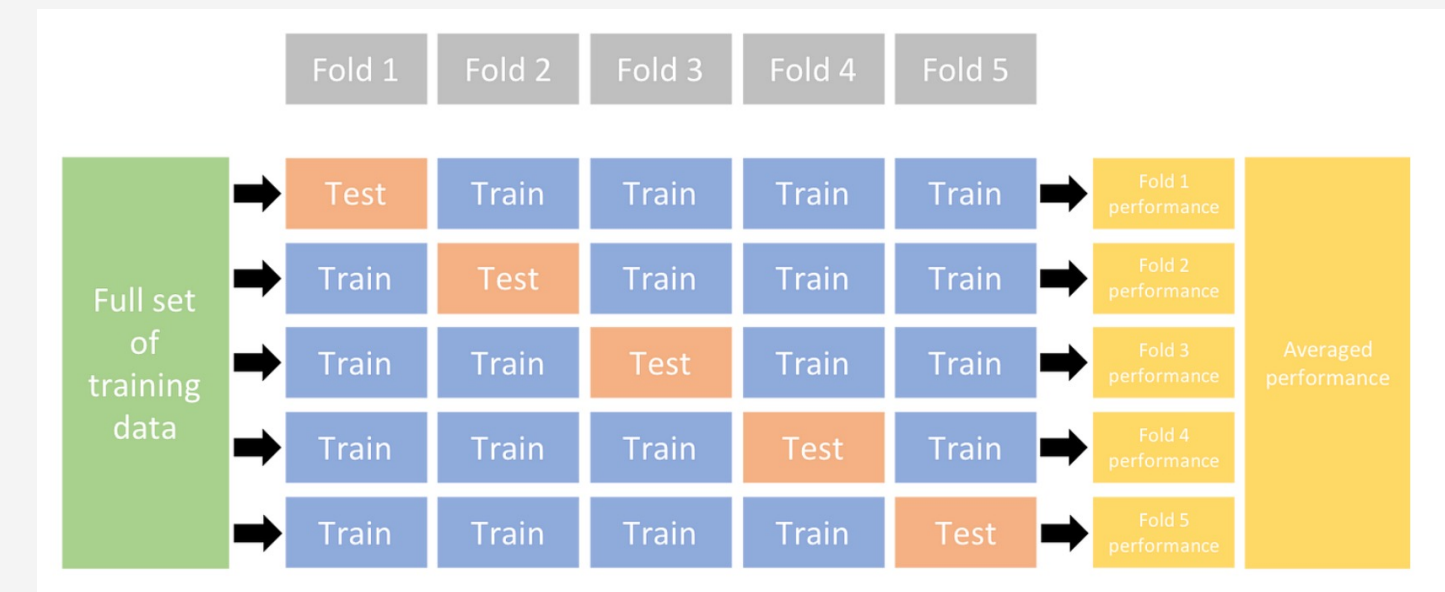 Fold 1 Fold 2 Fold 3 Fold 4 Fold 5
Full set
of
training
data
Test Train Train Train Train
Fold 1
performance
Train Test Train Train Train
Fold 2
performance
Train Train Test Train Train
Fold 3
performance
Train Train Train Test Train
Fold 4
performance
Train Train Train Train Test
Fold 5
performance
Averaged
performance